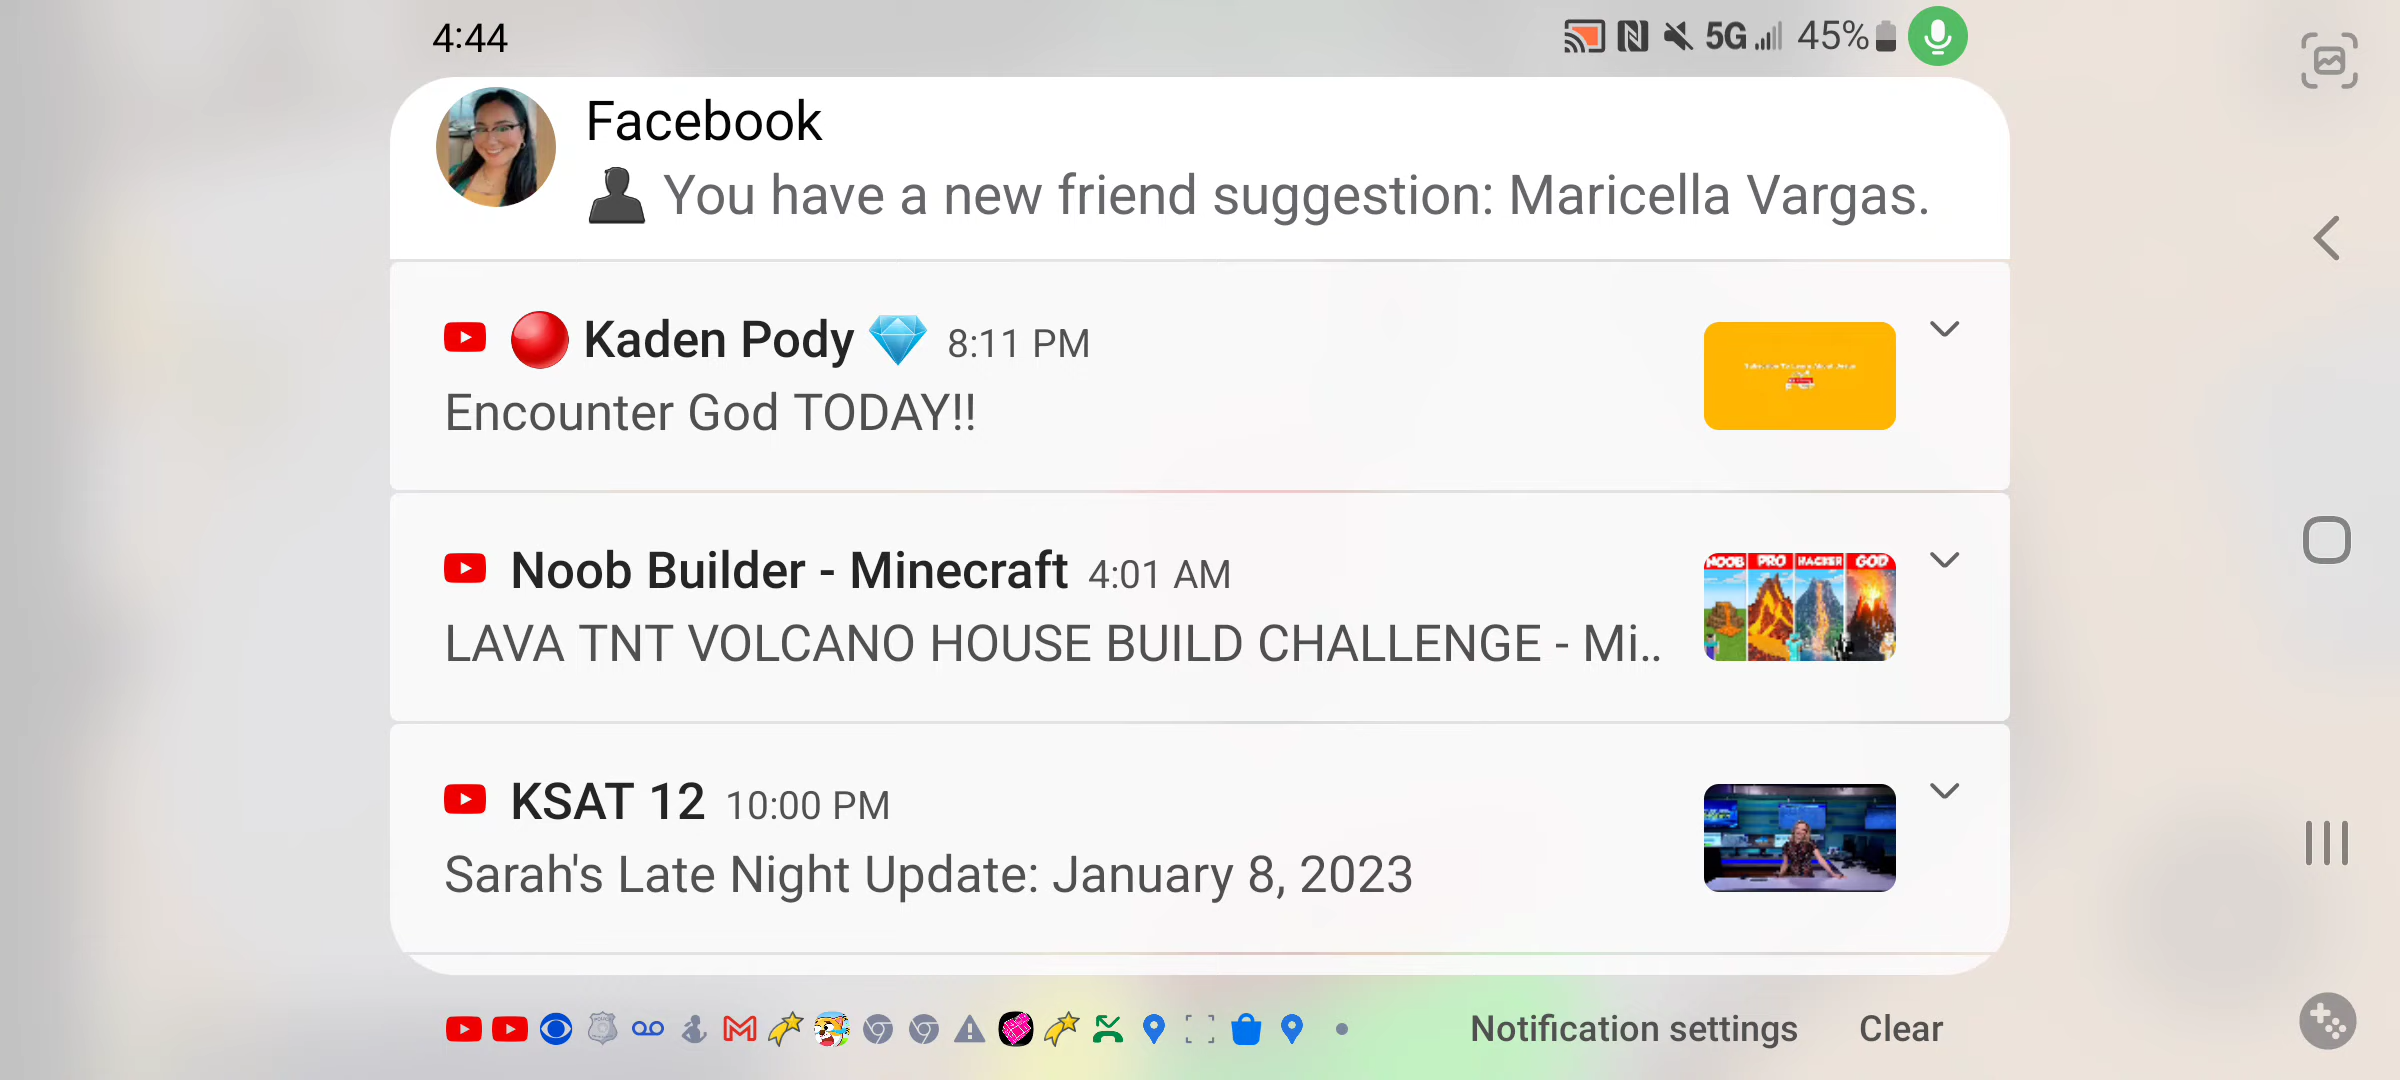 4:44
5G 45%
Facebook
You have a new friend suggestion: Maricella Vargas.
Kaden Pody 8:11 PM
Encounter God TODAY!!
Noob Builder - Minecraft 4:01 AM
LAVA TNT VOLCANO HOUSE BUILD CHALLENGE - Mi..
NOOB PRO HACKER GOD
KSAT 12 10:00 PM
Sarah's Late Night Update: January 8, 2023
Notification settings Clear